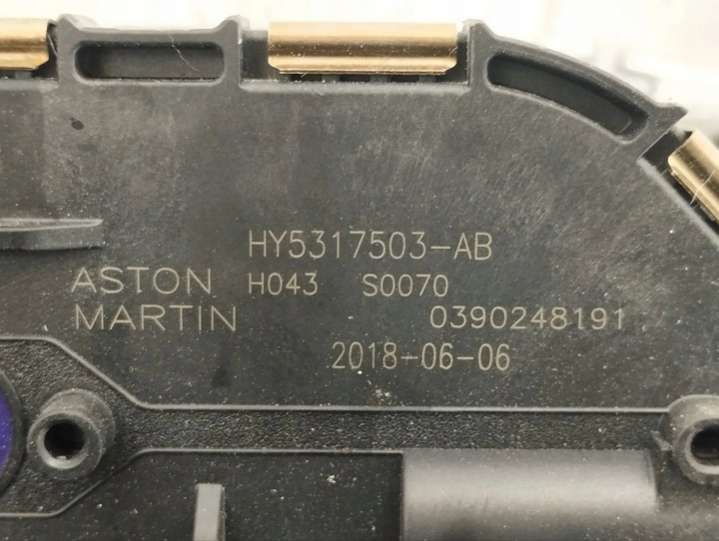 HY5317503-AB
ASTON H043 S0070
MARTIN 0390248191
2018-06-06